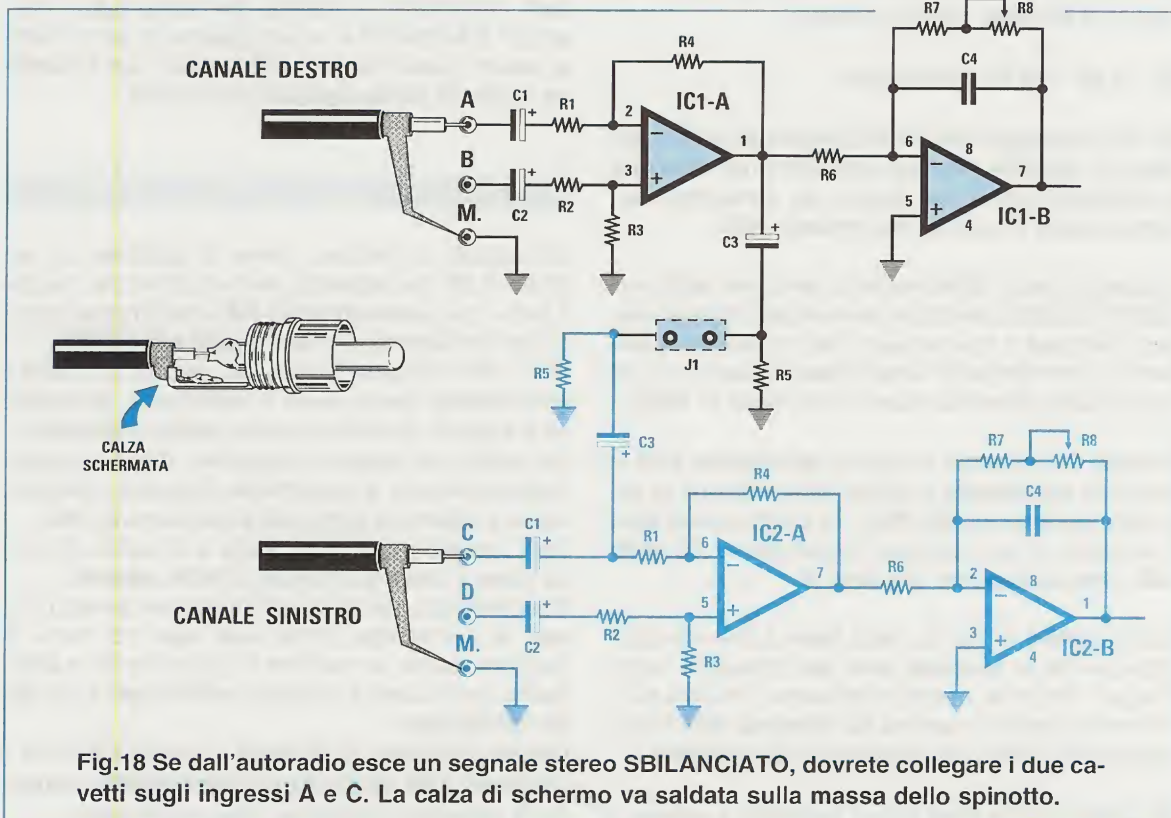 R7
R8
R4
C4
CANALE DESTRO
IC1-A
A
C1
+
R1
2
−
1
6
−
8
7
B
+
3
+
R6
5
+
4
IC1-B
C2
R2
M.
R3
C3
+
J1
R5
R5
CALZA
SCHERMATA
+
C3
R7
R8
R4
C4
C
C1
+
IC2-A
R1
6
−
7
R6
2
−
8
1
D
+
5
+
3
+
4
IC2-B
CANALE SINISTRO
C2
R2
M.
R3
Fig.18 Se dall'autoradio esce un segnale stereo SBILANCIATO, dovrete collegare i due ca-
vetti sugli ingressi A e C. La calza di schermo va saldata sulla massa dello spinotto.